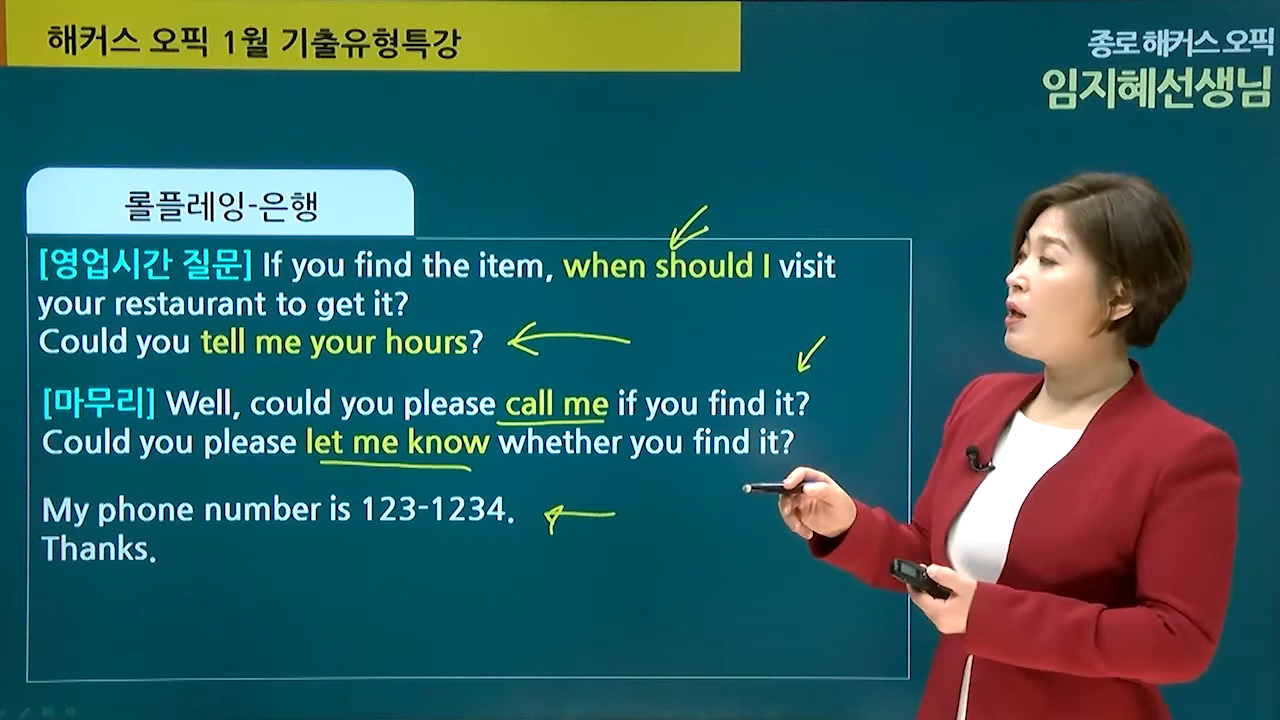 해커스 오픽 1월 기출유형특강
종로 해커스 오픽
임지혜선생님
롤플레잉-은행
[영업시간 질문] If you find the item, when should I visit
your restaurant to get it?
Could you tell me your hours?
[마무리] Well, could you please call me if you find it?
Could you please let me know whether you find it?
My phone number is 123-1234.
Thanks.